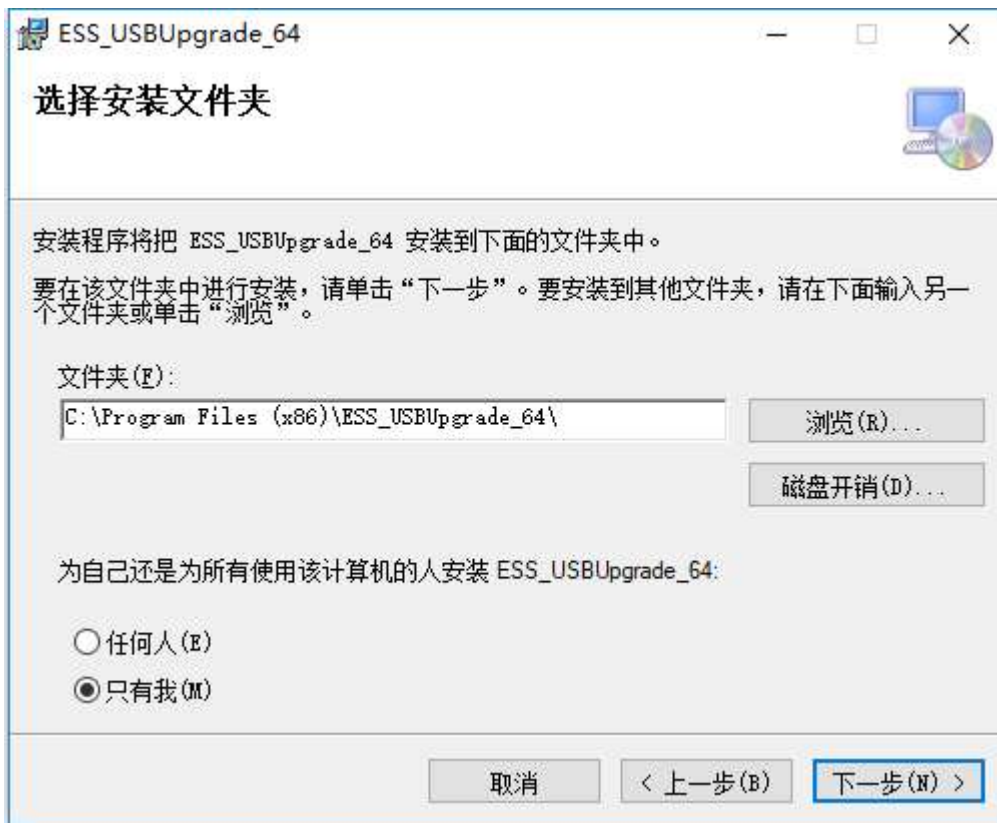 ESS_USBUpgrade_64
选择安装文件夹
安装程序将把 ESS_USBUpgrade_64 安装到下面的文件夹中。
要在该文件夹中进行安装，请单击“下一步”。要安装到其他文件夹，请在下面输入另一
个文件夹或单击“浏览”。
文件夹(F):
C:\Program Files (x86)\ESS_USBUpgrade_64\
浏览(R)...
磁盘开销(D)...
为自己还是为所有使用该计算机的人安装 ESS_USBUpgrade_64:
任何人(E)
只有我(M)
取消
< 上一步(B)
下一步(N) >